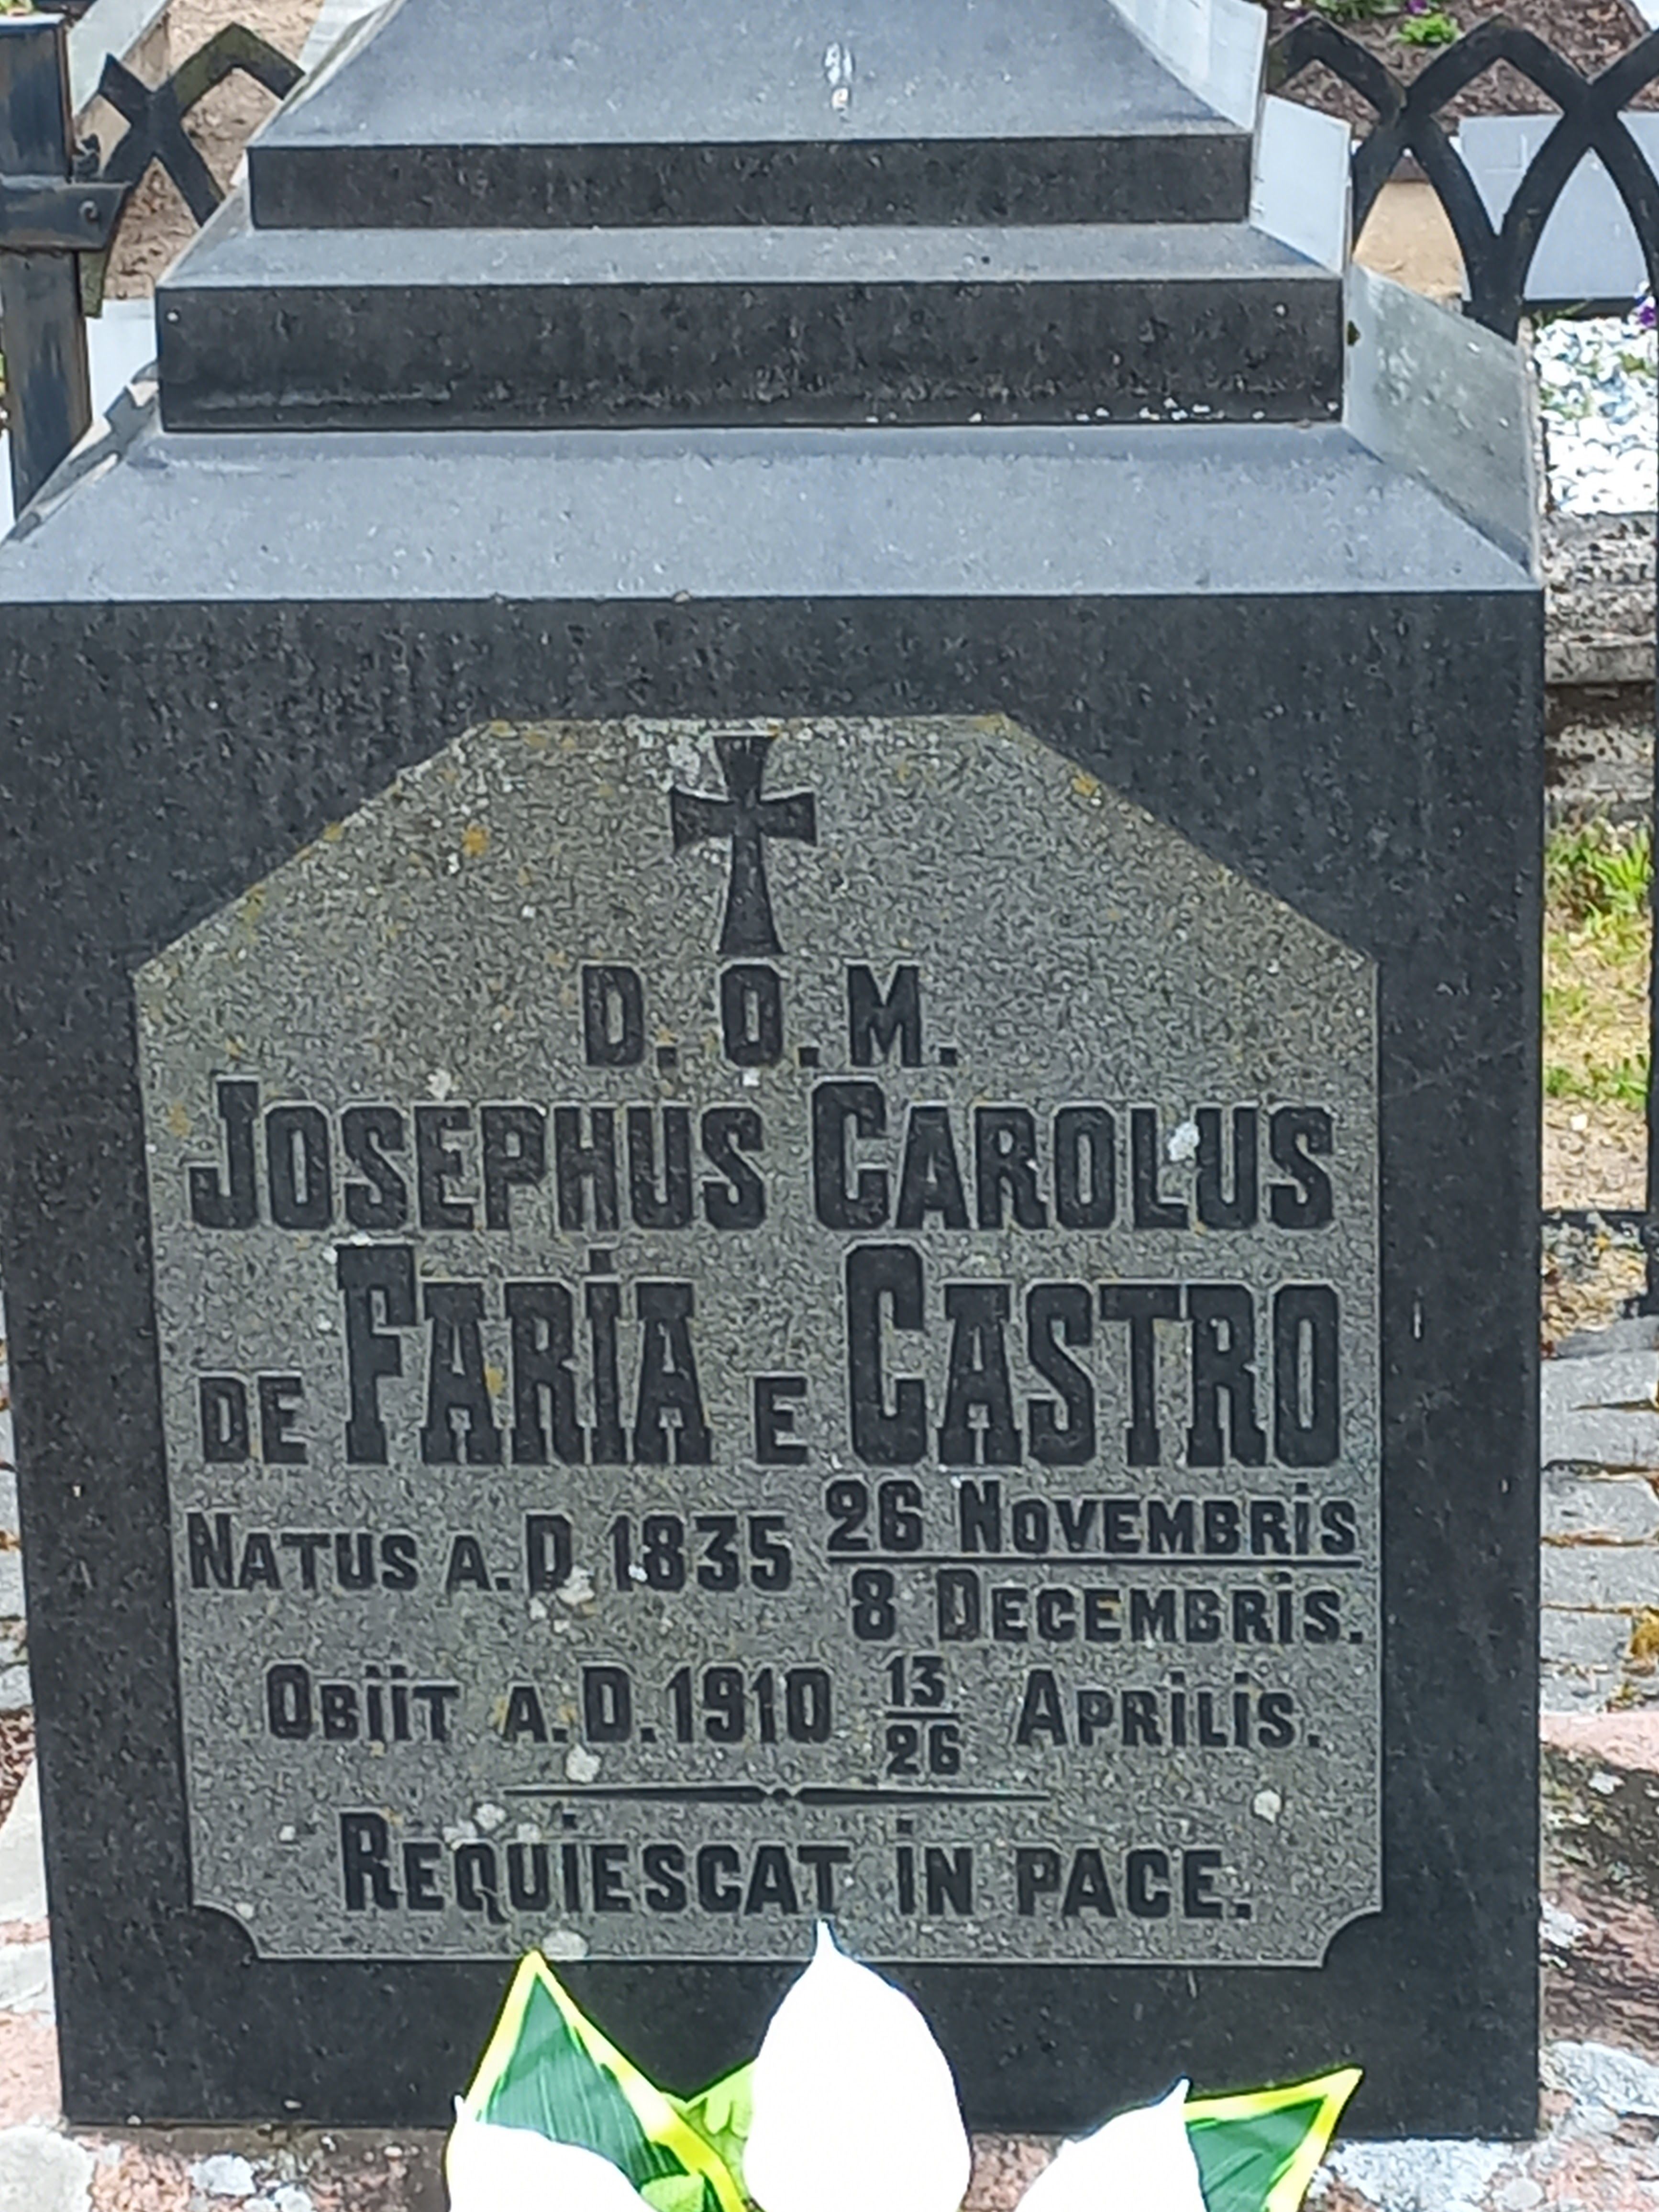 D. O. M.
JOSEPHUS CAROLUS
DE FARiA E CASTRO
NATUS A.D 1835 26 NOVEMBRiS
8 DECEMBRiS.
OBiiT A.D. 1910 13/26 APRiLiS.
REQUiESCAT iN PACE.